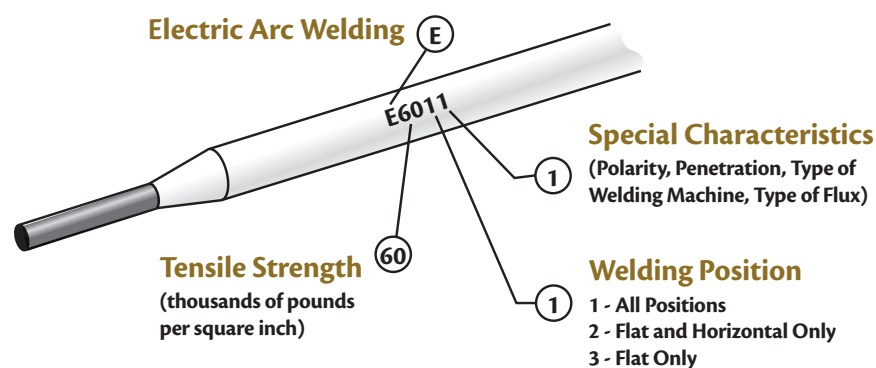 Electric Arc Welding E
E6011
Special Characteristics
(Polarity, Penetration, Type of
Welding Machine, Type of Flux)
1
60
Tensile Strength
(thousands of pounds
per square inch)
1
Welding Position
1 - All Positions
2 - Flat and Horizontal Only
3 - Flat Only